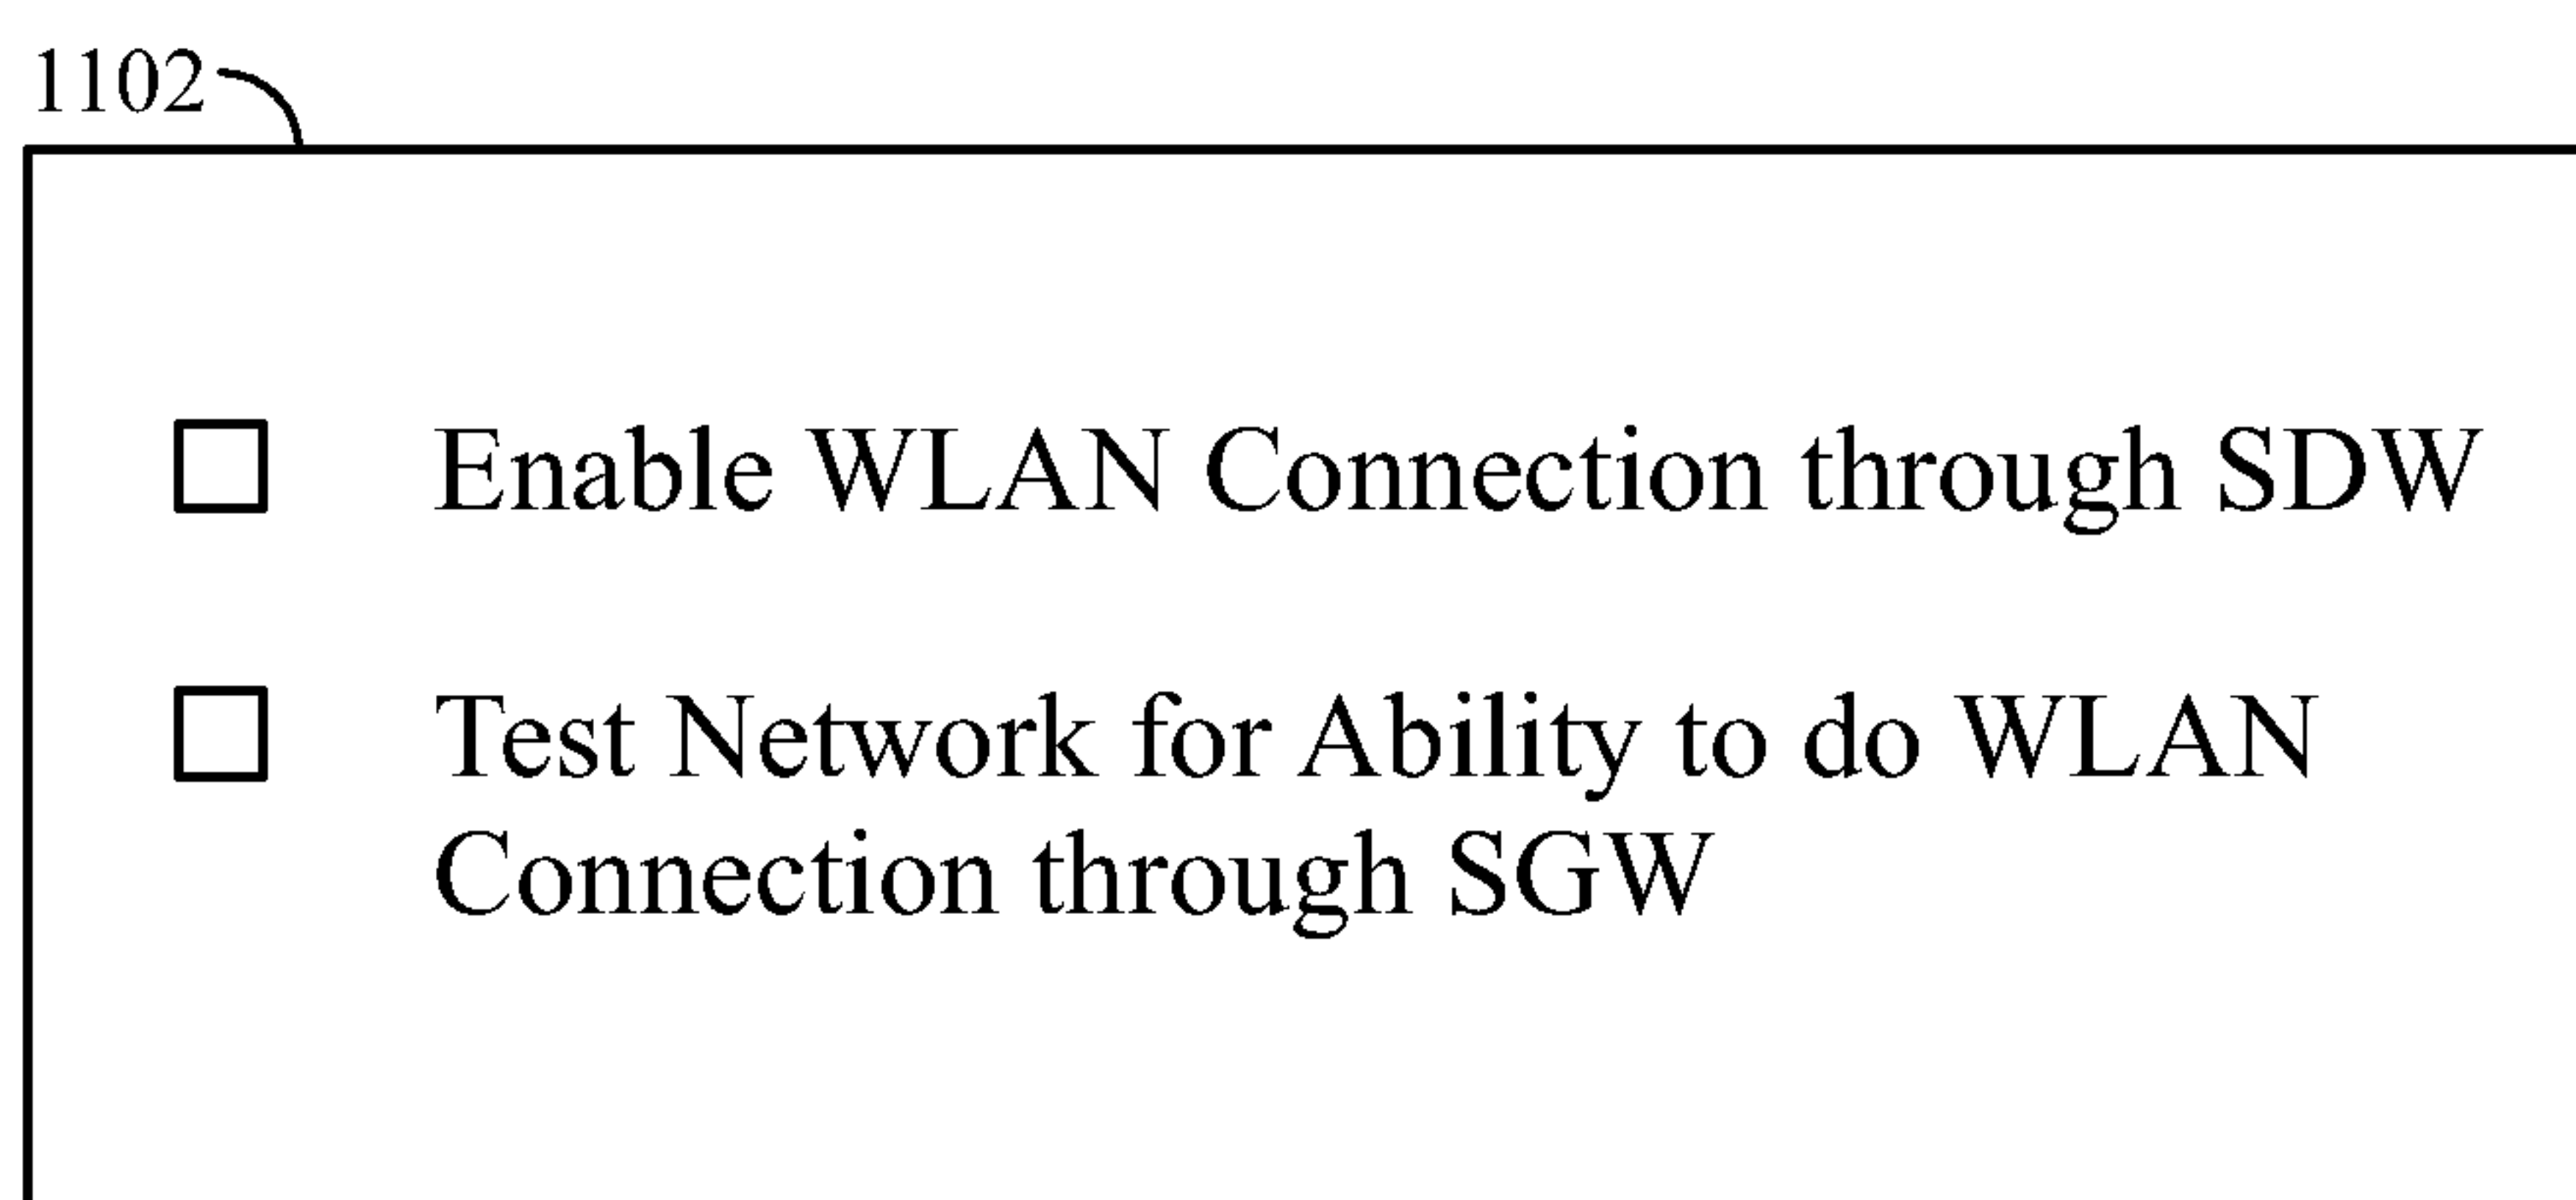 1102
Enable WLAN Connection through SDW
Test Network for Ability to do WLAN
Connection through SGW